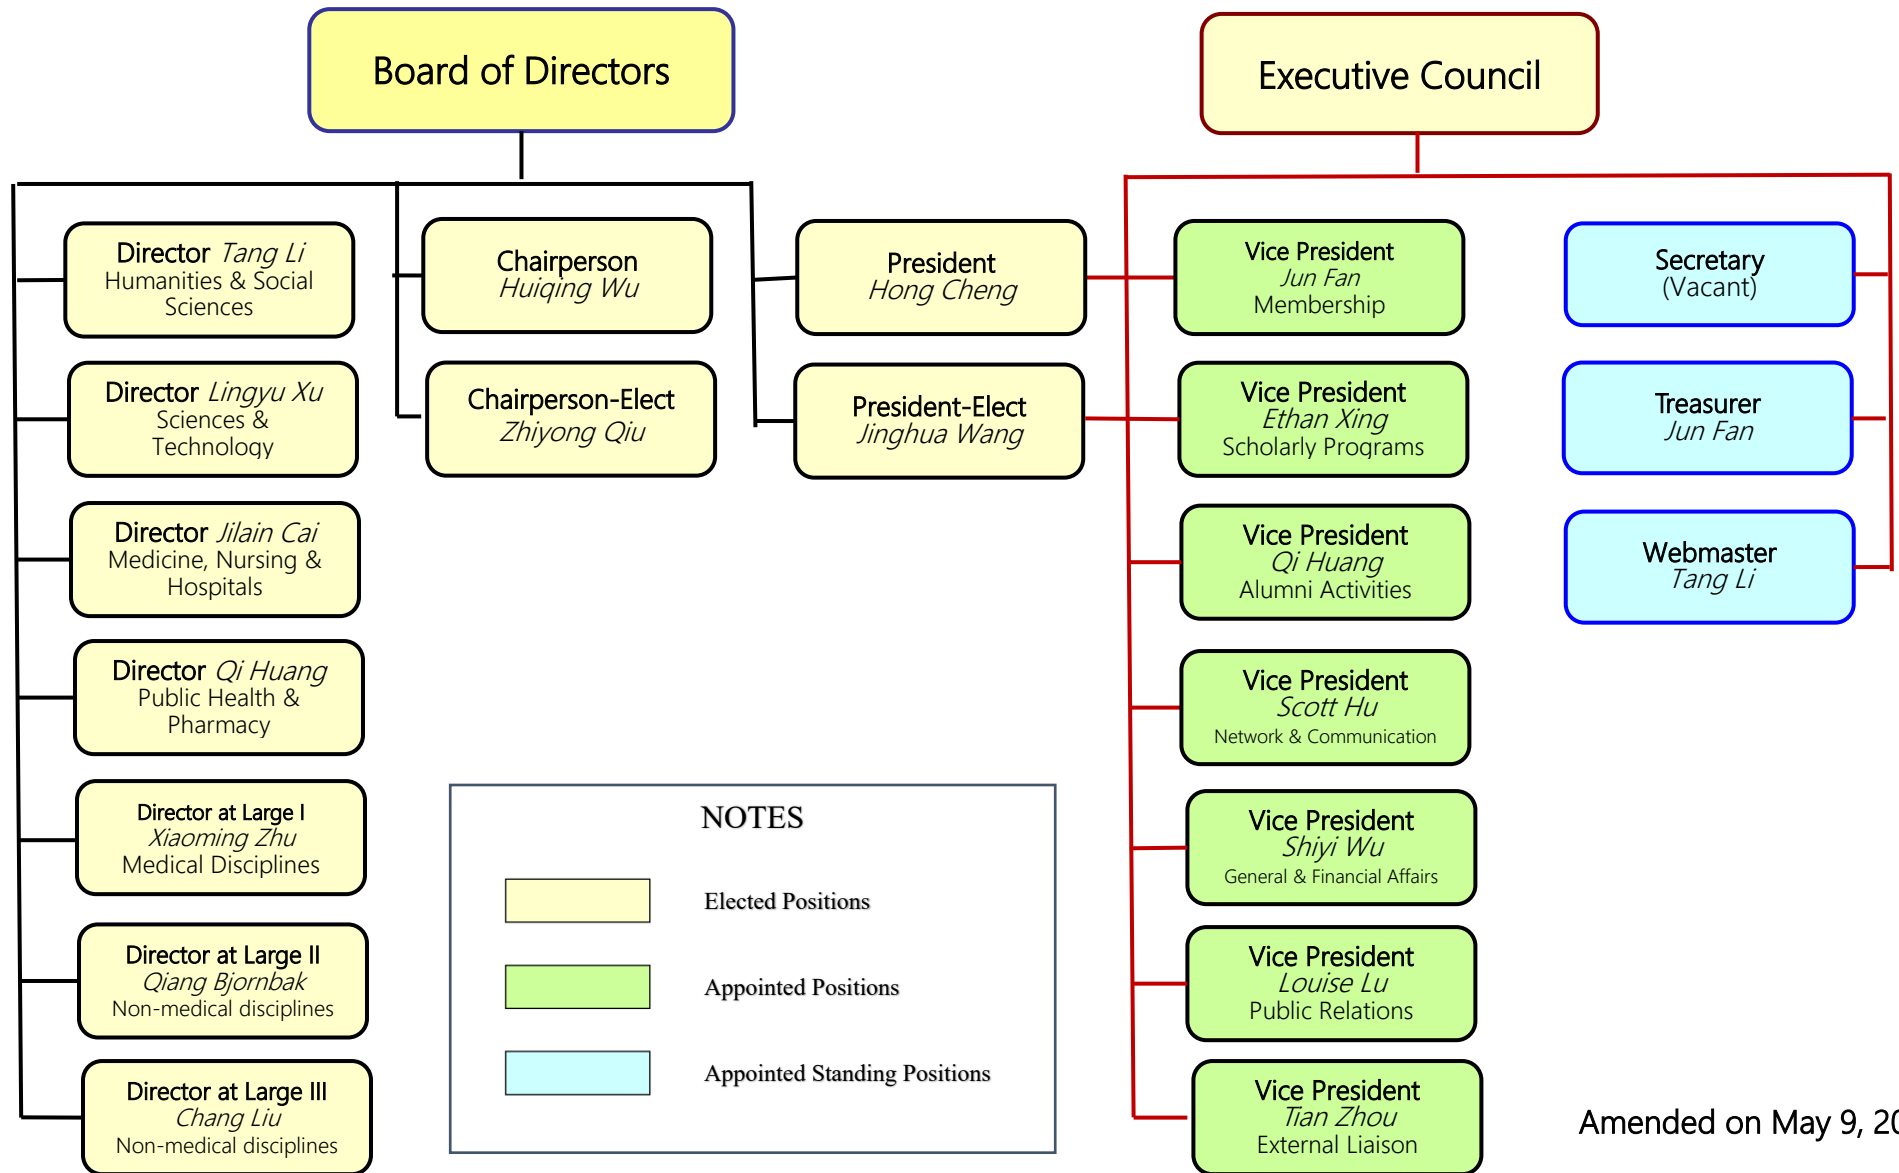 Board of Directors
Executive Council
Director Tang Li
Humanities & Social
Sciences
Director Lingyu Xu
Sciences &
Technology
Director Jilain Cai
Medicine, Nursing &
Hospitals
Director Qi Huang
Public Health &
Pharmacy
Director at Large I
Xiaoming Zhu
Medical Disciplines
Director at Large II
Qiang Bjornbak
Non-medical disciplines
Director at Large III
Chang Liu
Non-medical disciplines
Chairperson
Huiqing Wu
Chairperson-Elect
Zhiyong Qiu
President
Hong Cheng
President-Elect
Jinghua Wang
NOTES
Elected Positions
Appointed Positions
Appointed Standing Positions
Vice President
Jun Fan
Membership
Vice President
Ethan Xing
Scholarly Programs
Vice President
Qi Huang
Alumni Activities
Vice President
Scott Hu
Network & Communication
Vice President
Shiyi Wu
General & Financial Affairs
Vice President
Louise Lu
Public Relations
Vice President
Tian Zhou
External Liaison
Secretary
(Vacant)
Treasurer
Jun Fan
Webmaster
Tang Li
Amended on May 9,